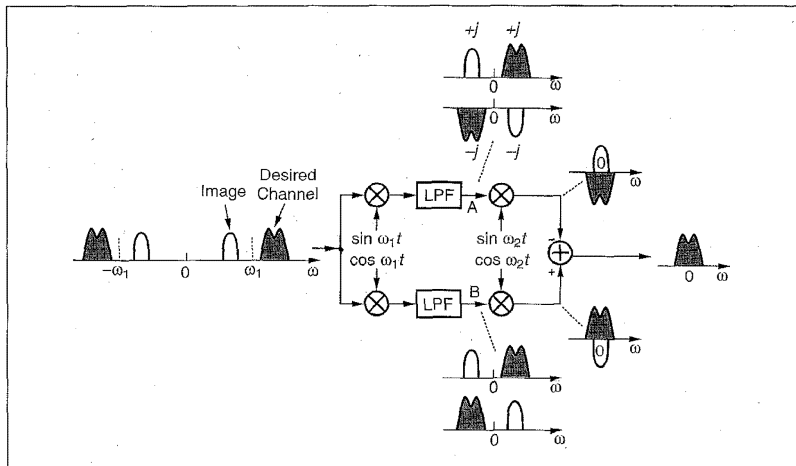 +j +j
0 ω
0 ω
−j −j
Image
Desired
Channel
−ω₁ 0 ω₁ ω
LPF
A
sin ω₁t
cos ω₁t
sin ω₂t
cos ω₂t
LPF
B
0
ω
−
+
+
0 ω
0
ω
0 ω
0 ω